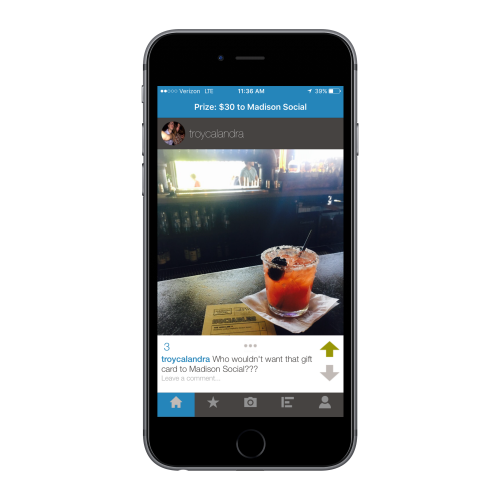 Verizon LTE 11:36 AM 39%
Prize: $30 to Madison Social
troycalandra
3
troycalandra Who wouldn't want that gift
card to Madison Social???
Leave a comment...